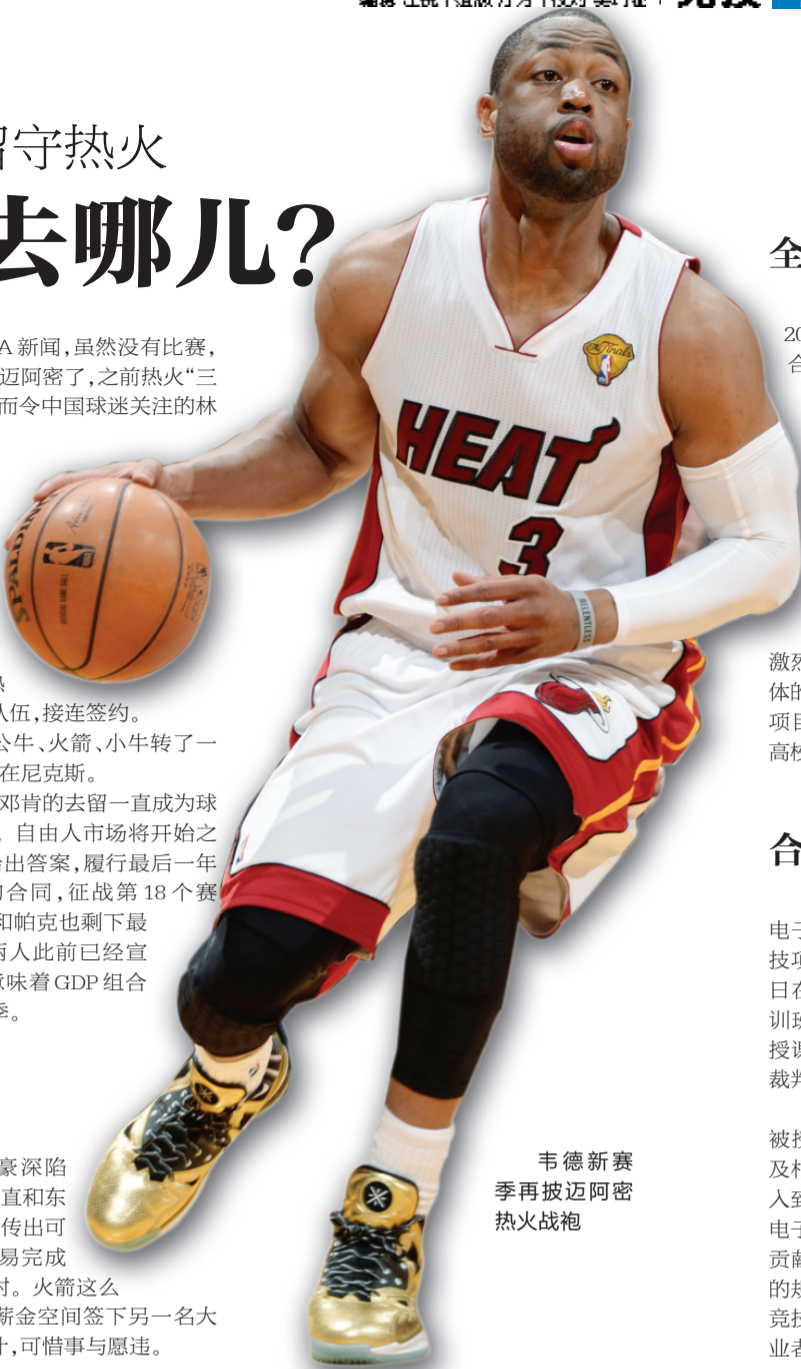 留守热火
去哪儿?
A 新闻,虽然没有比赛,
迈阿密了,之前热火“三
而令中国球迷关注的林
人伍,接连签约。
公牛、火箭、小牛转了一
在尼克斯。
邓肯的去留一直成为球
。自由人市场将开始之
出答案,履行最后一年
合同,征战第 18 个赛
和帕克也剩下最
两人此前已经宣
意味着 GDP 组合
季。
豪深陷
直和东
传出可
易完成
。火箭这么
薪金空间签下另一名大
,可惜事与愿违。
SPALDING
The Finals
HEAT
3
RELENTLESS
韦德新赛
季再披迈阿密
热火战袍
全
20
合
激烈
体的
项目
高校
合
电子
技项
日在
训班
授课
裁判
被授
及相
入到
电子
贡献
的规
竞技
业者